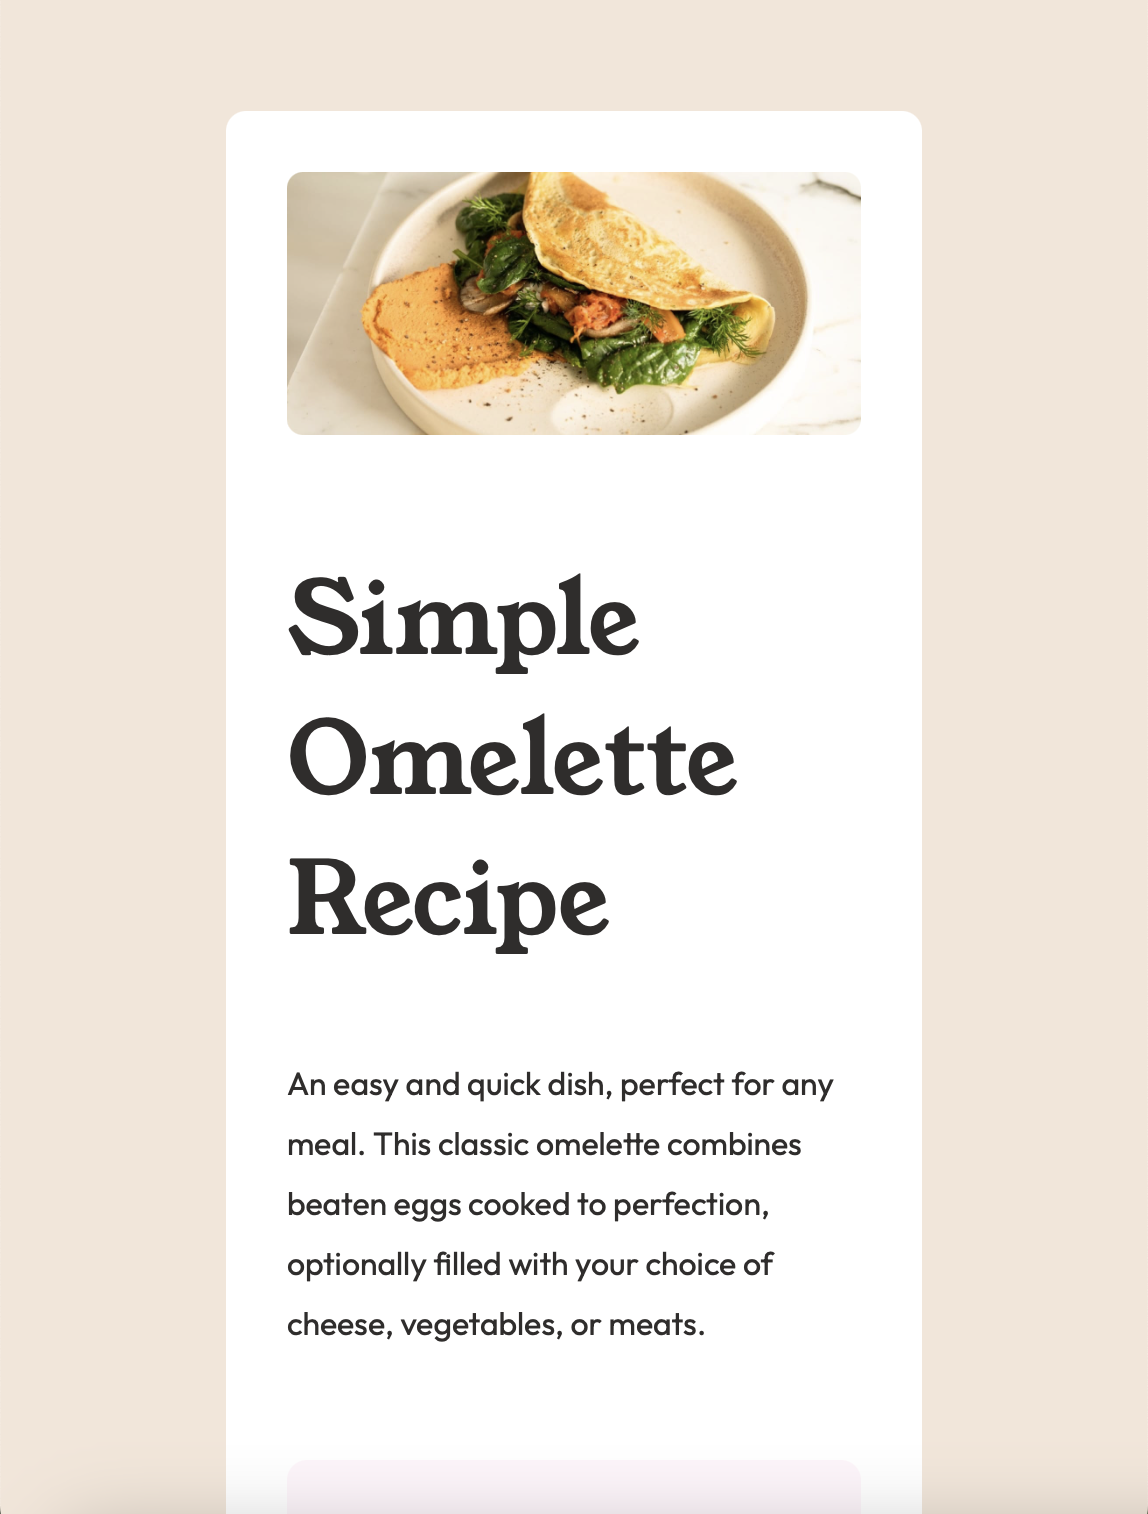 Simple
Omelette
Recipe
An easy and quick dish, perfect for any
meal. This classic omelette combines
beaten eggs cooked to perfection,
optionally filled with your choice of
cheese, vegetables, or meats.